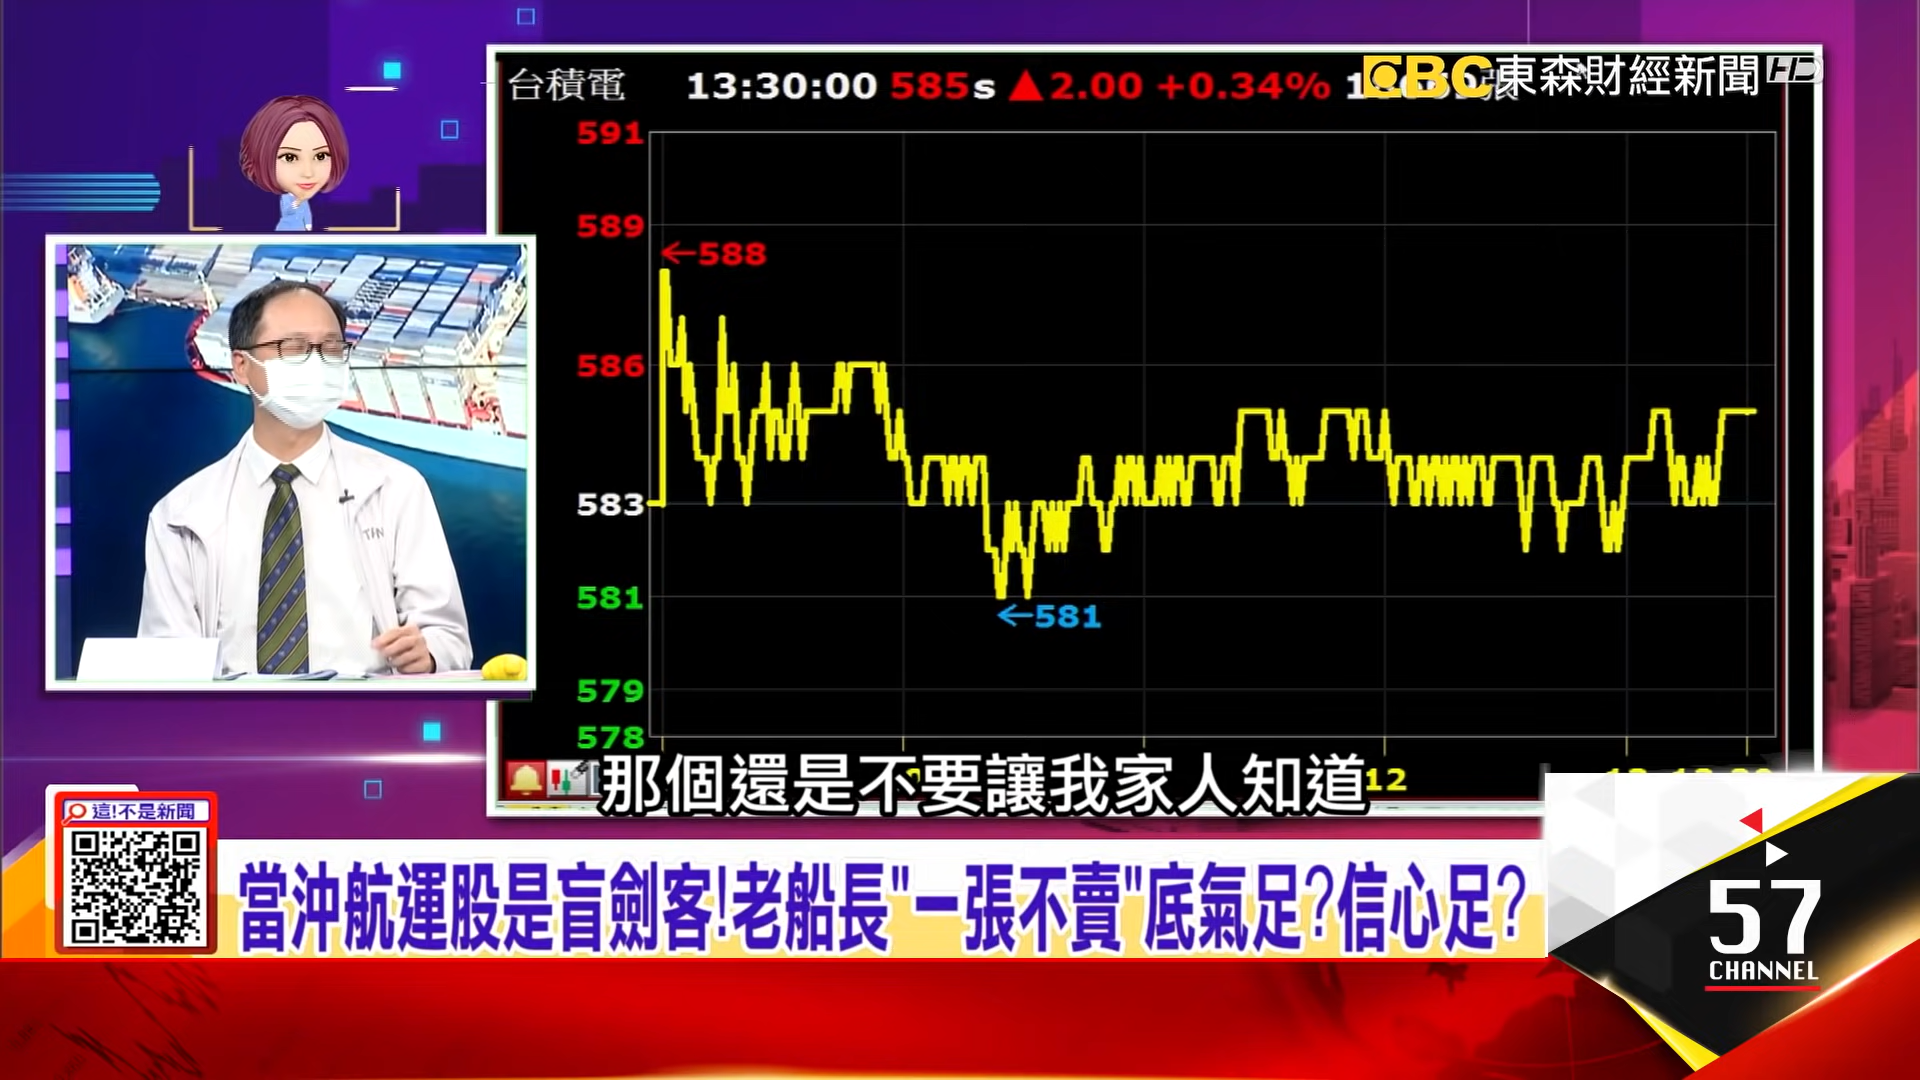 台積電 13:30:00 585s ▲2.00 +0.34%
EBC東森財經新聞 HD
591
589
←588
586
583
581
←581
579
578
TAN
12
那個還是不要讓我家人知道
這!不是新聞
當沖航運股是盲劍客!老船長"一張不賣"底氣足?信心足?
57
CHANNEL